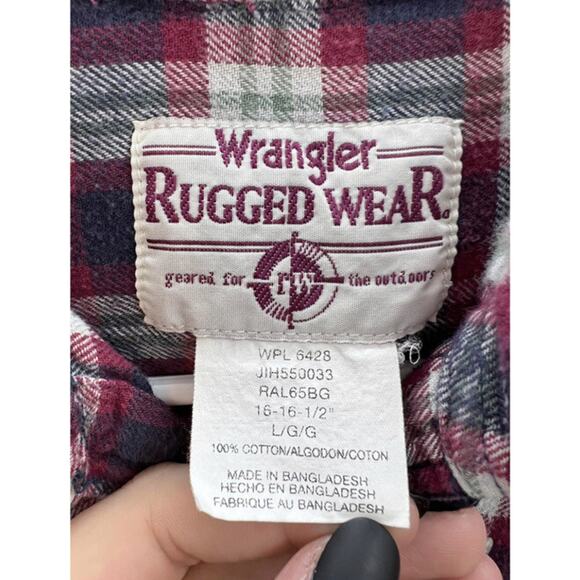 Wrangler
RUGGED WEAR
geared for RW the outdoors
WPL 6428
JIH550033
RAL65BG
16-16-1/2"
L/G/G
100% COTTON/ALGODON/COTON
MADE IN BANGLADESH
HECHO EN BANGLADESH
FABRIQUE AU BANGLADESH